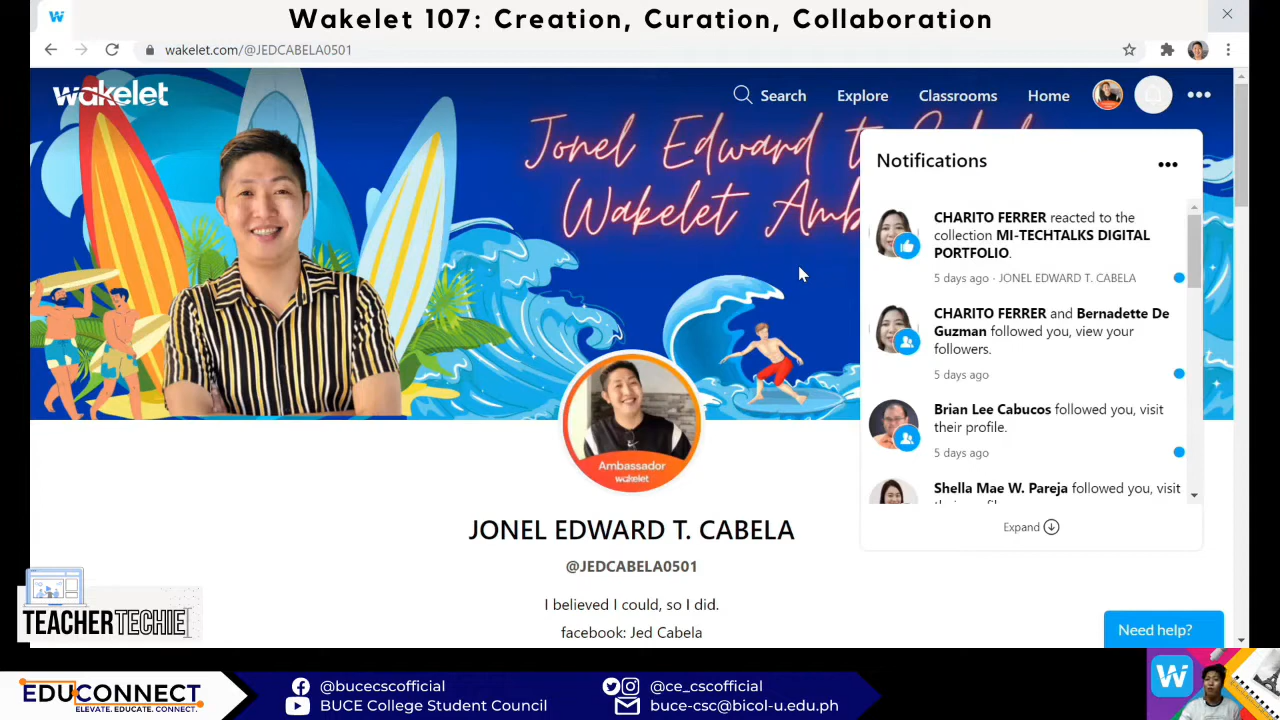 Wakelet 107: Creation, Curation, Collaboration
wakelet.com/@JEDCABELA0501
wakelet
Search
Explore
Classrooms
Home
Jonel Edward
Wakelet
Notifications
CHARITO FERRER reacted to the
collection MI-TECHTALKS DIGITAL
PORTFOLIO.
5 days ago · JONEL EDWARD T. CABELA
CHARITO FERRER and Bernadette De
Guzman followed you, view your
followers.
5 days ago
Brian Lee Cabucos followed you, visit
their profile.
5 days ago
Shella Mae W. Pareja followed you, visit
Expand
Ambassador
wakelet
JONEL EDWARD T. CABELA
@JEDCABELA0501
I believed I could, so I did.
facebook: Jed Cabela
Need help?
TEACHERTECHIE
EDUCONNECT
ELEVATE. EDUCATE. CONNECT.
@bucecscofficial
BUCE College Student Council
@ce_cscofficial
buce-csc@bicol-u.edu.ph